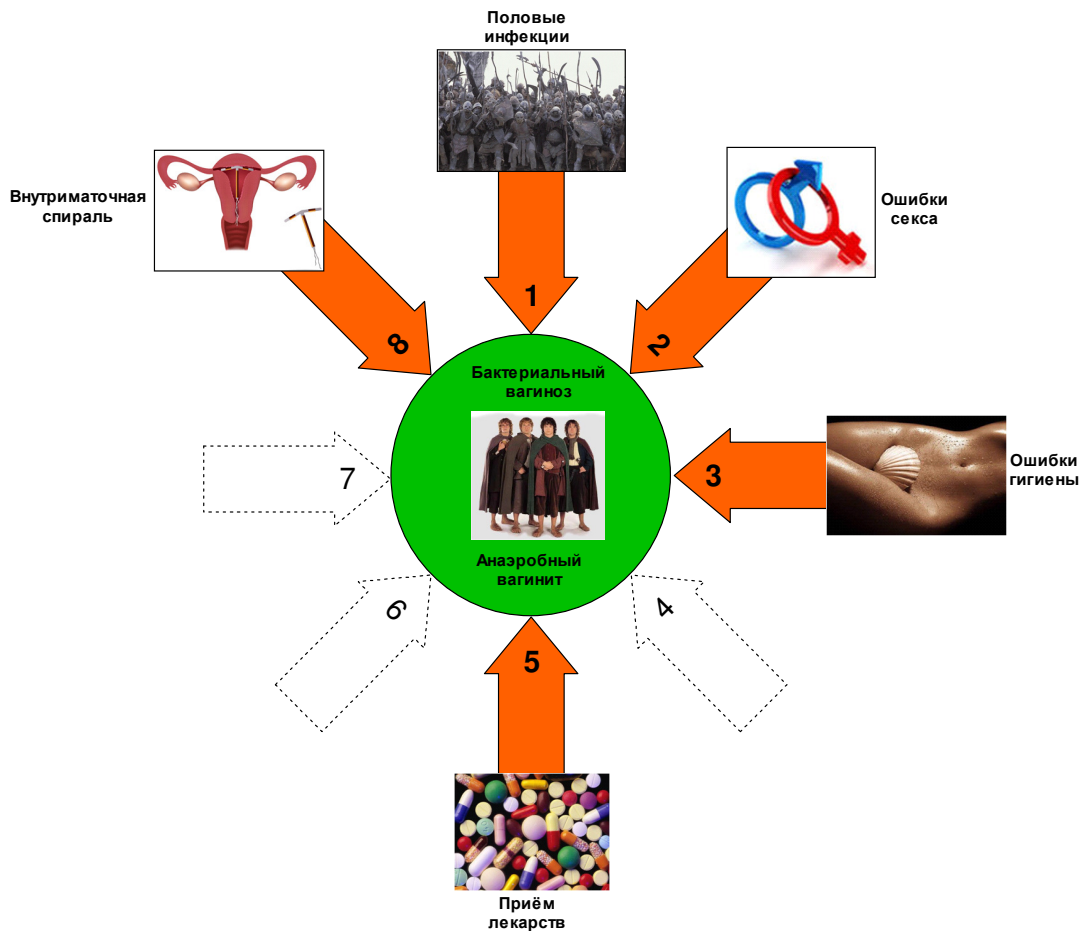 Половые
инфекции
Внутриматочная
спираль
Ошибки
секса
1
8
2
Бактериальный
вагиноз
7
3
Ошибки
гигиены
Анаэробный
вагинит
6
4
5
Приём
лекарств